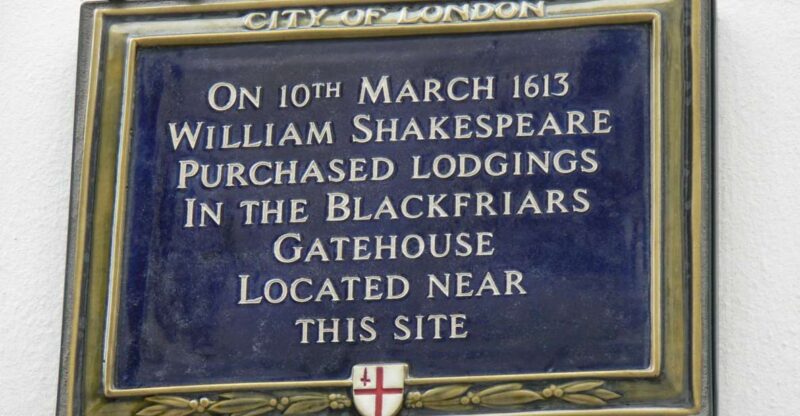 CITY OF LONDON
ON 10TH MARCH 1613
WILLIAM SHAKESPEARE
PURCHASED LODGINGS
IN THE BLACKFRIARS
GATEHOUSE
LOCATED NEAR
THIS SITE